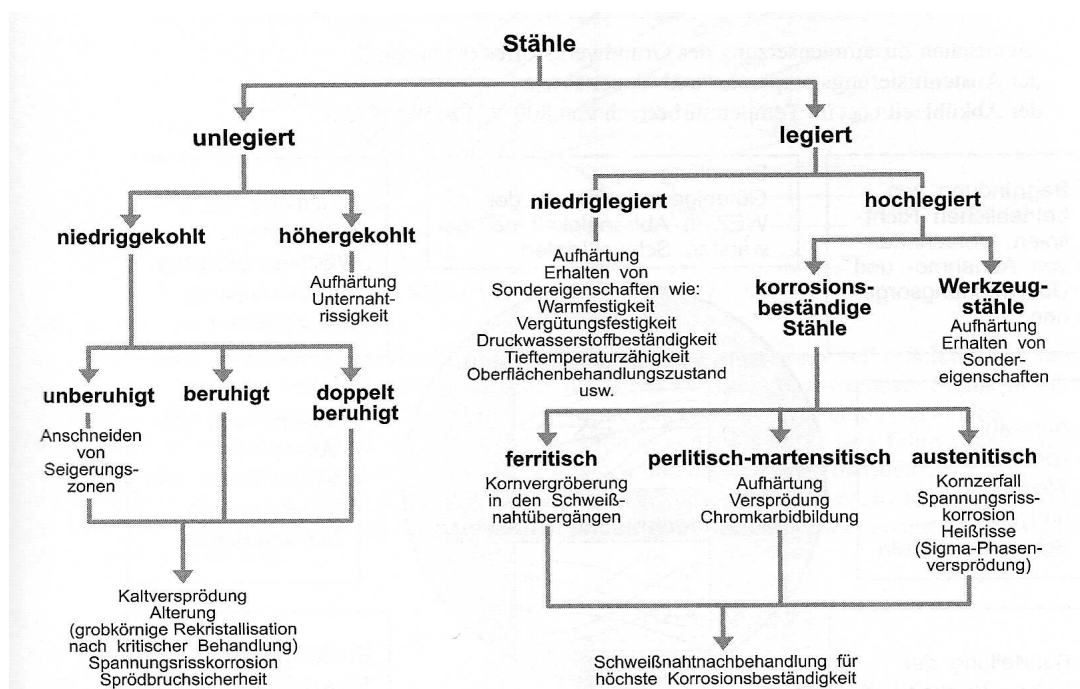 Stähle
unlegiert
legiert
niedriggekohlt
höhergekohlt
Aufhärtung
Unternaht-
rissigkeit
niedriglegiert
Aufhärtung
Erhalten von
Sondereigenschaften wie:
Warmfestigkeit
Vergütungsfestigkeit
Druckwasserstoffbeständigkeit
Tieftemperaturzähigkeit
Oberflächenbehandlungszustand
usw.
hochlegiert
korrosions-
beständige
Stähle
Werkzeug-
stähle
Aufhärtung
Erhalten von
Sonder-
eigenschaften
unberuhigt
beruhigt
doppelt
beruhigt
Anschneiden
von
Seigerungs-
zonen
Kaltversprödung
Alterung
(grobkörnige Rekristallisation
nach kritischer Behandlung)
Spannungsrisskorrosion
Sprödbruchsicherheit
ferritisch
Kornvergröberung
in den Schweiß-
nahtübergängen
perlitisch-martensitisch
Aufhärtung
Versprödung
Chromkarbidbildung
austenitisch
Kornzerfall
Spannungsriss-
korrosion
Heißrisse
(Sigma-Phasen-
versprödung)
Schweißnahtnachbehandlung für
höchste Korrosionsbeständigkeit